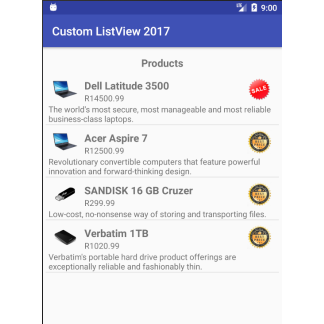 9:00
Custom ListView 2017
Products
Dell Latitude 3500
R14500.99
SALE
The world's most secure, most manageable and most reliable
business-class laptops.
Acer Aspire 7
R12500.99
Revolutionary convertible computers that feature powerful
innovation and forward-thinking design.
SANDISK 16 GB Cruzer
R299.99
Low-cost, no-nonsense way of storing and transporting files.
Verbatim 1TB
R1020.99
Verbatim's portable hard drive product offerings are
exceptionally reliable and fashionably thin.